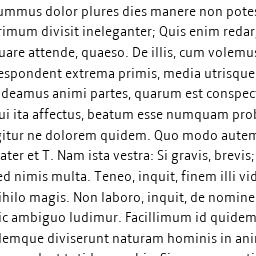 ummus dolor plures dies manere non potes
rimum divisit ineleganter; Quis enim redar
uare attende, quaeso. De illis, cum volemus
espondent extrema primis, media utrisque
deamus animi partes, quarum est conspect
ui ita affectus, beatum esse numquam prob
gitur ne dolorem quidem. Quo modo autem
ater et T. Nam ista vestra: Si gravis, brevis;
ed nimis multa. Teneo, inquit, finem illi vid
ihilo magis. Non laboro, inquit, de nomine
ic ambiguo ludimur. Facillimum id quidem
lemque diviserunt naturam hominis in anim